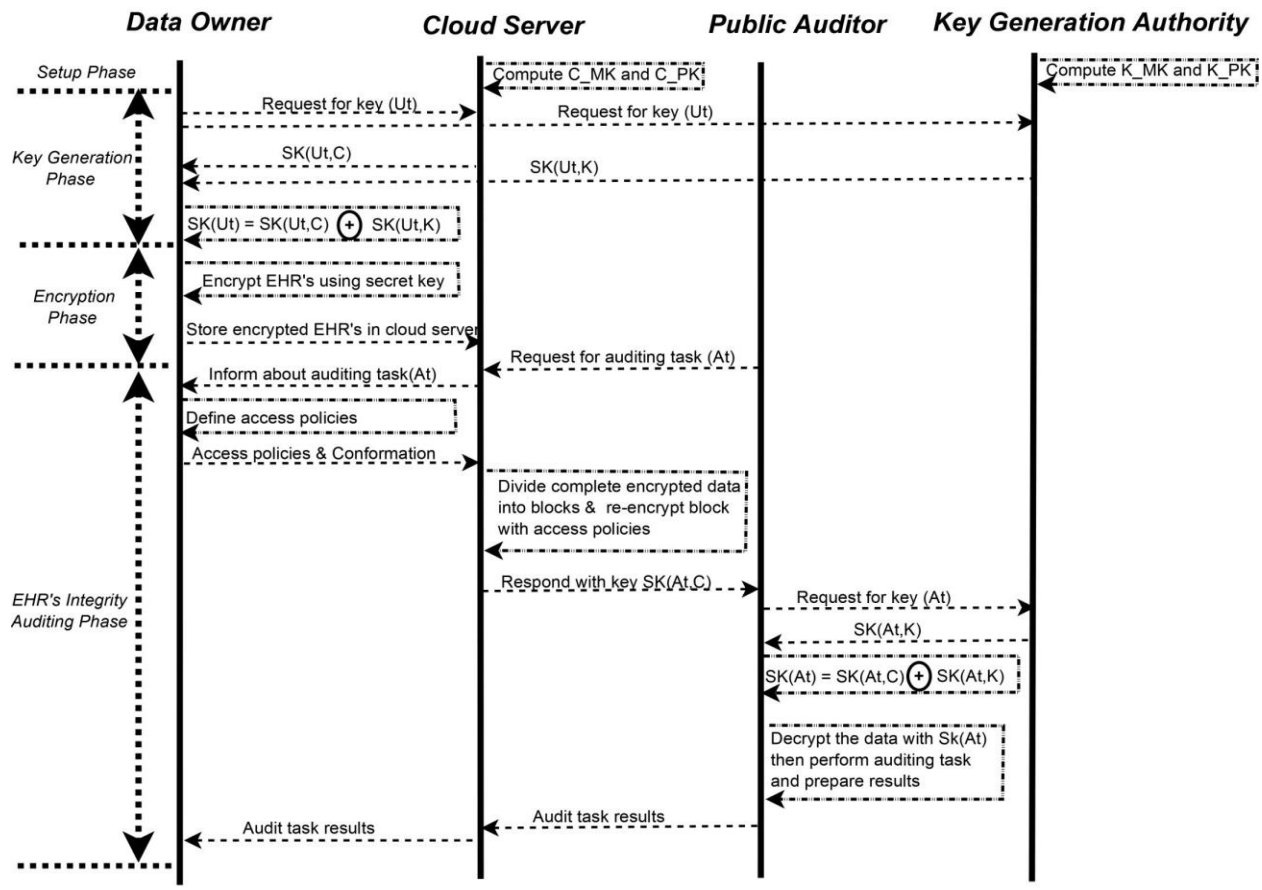 Data Owner
Cloud Server
Public Auditor
Key Generation Authority
Setup Phase
Compute C_MK and C_PK
Compute K_MK and K_PK
Request for key (Ut)
Request for key (Ut)
Key Generation
Phase
SK(Ut,C)
SK(Ut,K)
SK(Ut) = SK(Ut,C) + SK(Ut,K)
Encrypt EHR's using secret key
Encryption
Phase
Store encrypted EHR's in cloud server
Request for auditing task (At)
Inform about auditing task(At)
Define access policies
Access policies & Conformation
Divide complete encrypted data
into blocks & re-encrypt block
with access policies
Respond with key SK(At,C)
EHR's Integrity
Auditing Phase
Request for key (At)
SK(At,K)
SK(At) = SK(At,C) + SK(At,K)
Decrypt the data with Sk(At)
then perform auditing task
and prepare results
Audit task results
Audit task results